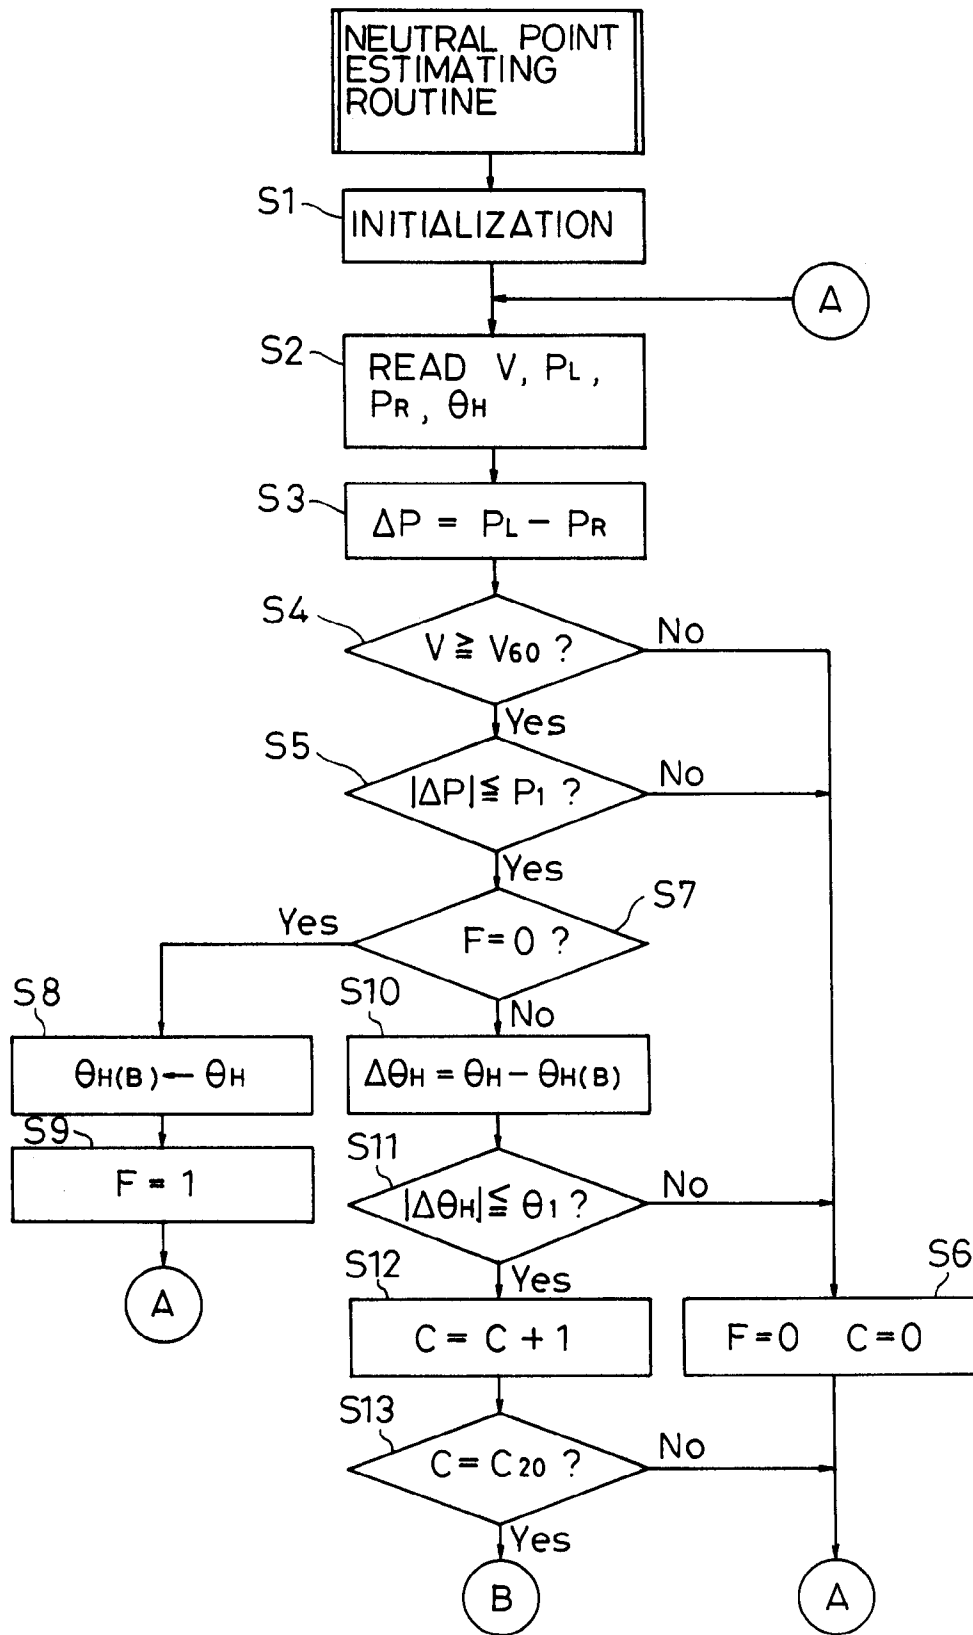 NEUTRAL POINT
ESTIMATING
ROUTINE
S1
INITIALIZATION
A
S2
READ V, PL,
PR, θH
S3
ΔP = PL − PR
S4
V ≧ V60 ?
No
Yes
S5
|ΔP| ≦ P1 ?
No
Yes
S7
F=0 ?
Yes
No
S8
θH(B) ← θH
S10
ΔθH = θH − θH(B)
S9
F = 1
S11
|ΔθH| ≦ θ1 ?
No
Yes
A
S12
C = C + 1
S6
F=0 C=0
S13
C = C20 ?
No
Yes
B
A